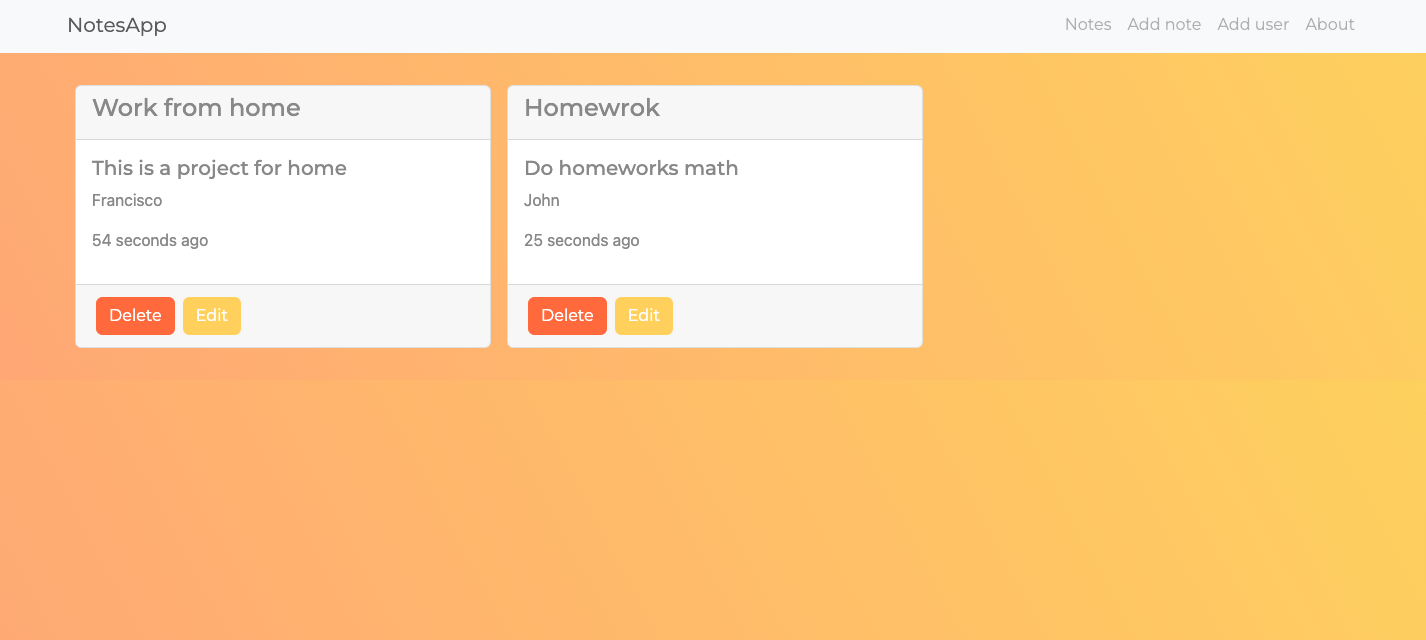 NotesApp
Notes Add note Add user About
Work from home
This is a project for home
Francisco
54 seconds ago
Delete Edit
Homewrok
Do homeworks math
John
25 seconds ago
Delete Edit